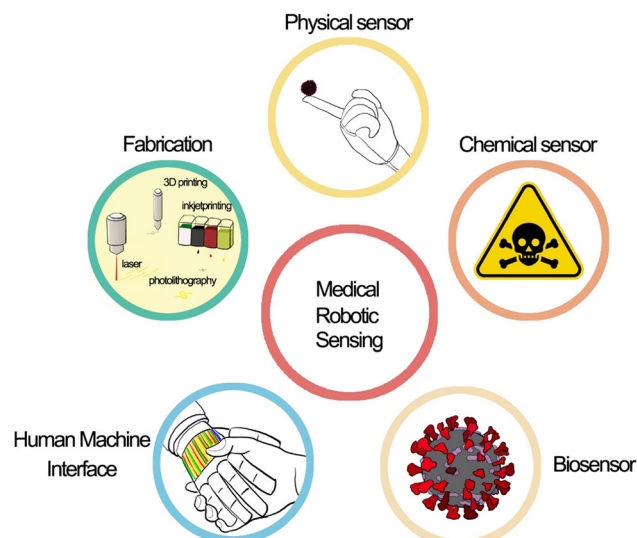 Physical sensor
Fabrication
Chemical sensor
3D printing
inkjetprinting
laser
photolithography
Medical
Robotic
Sensing
Human Machine
Interface
Biosensor